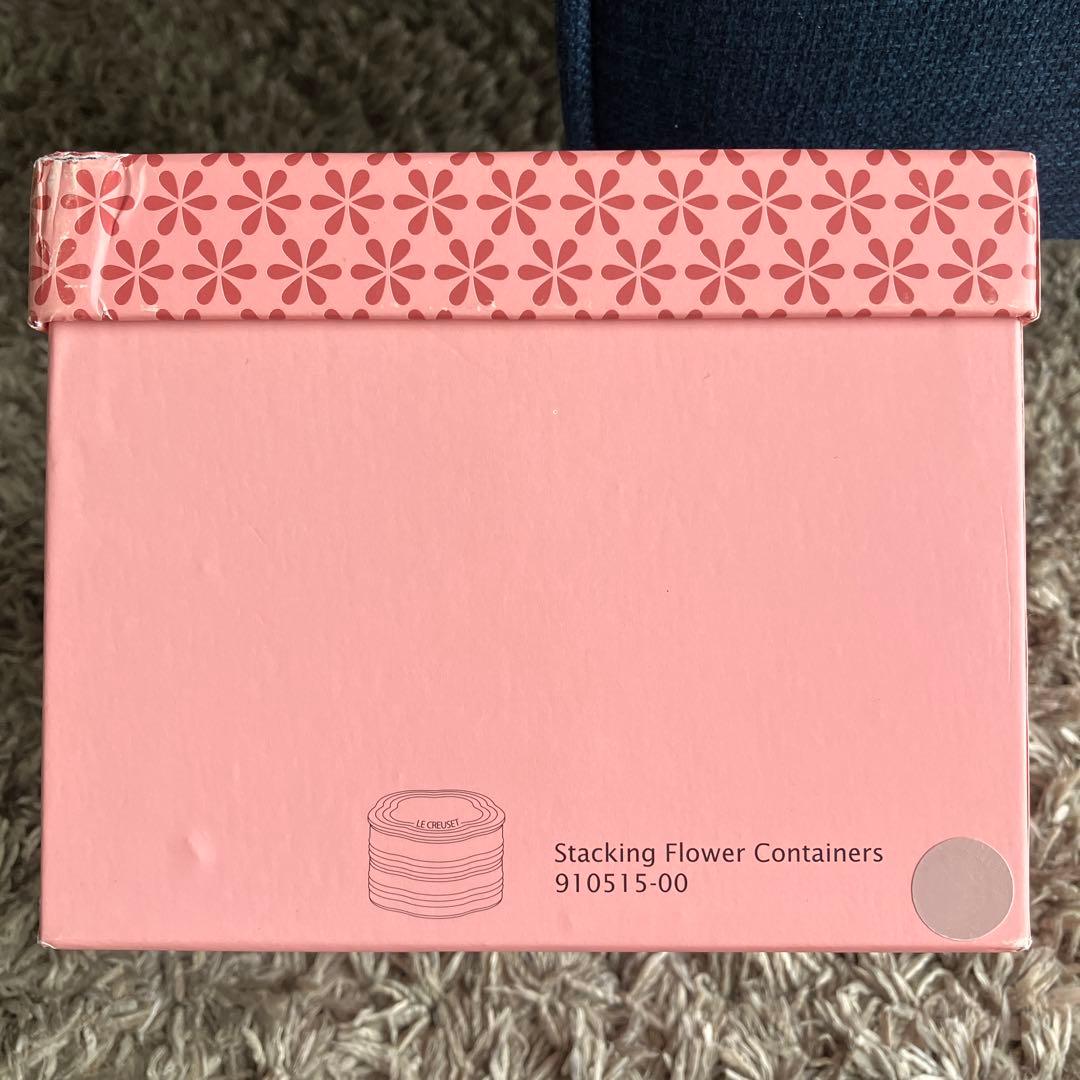 LE CREUSET
Stacking Flower Containers
910515-00